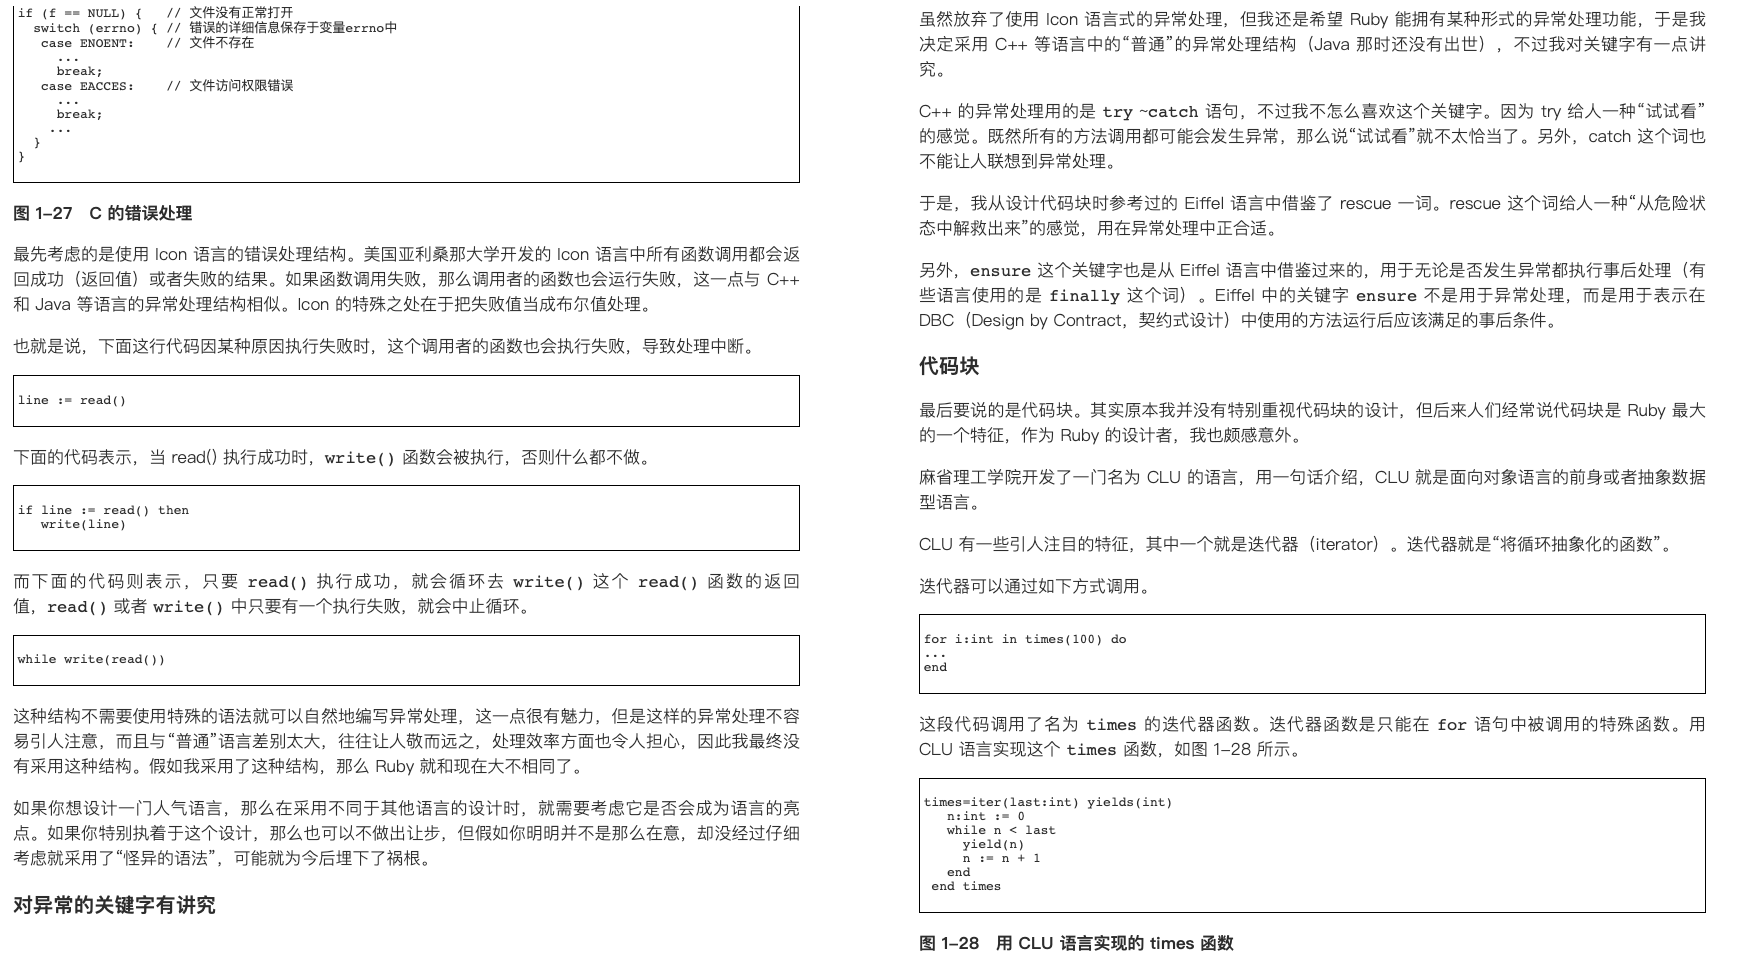 if (f == NULL) {   // 文件没有正常打开
  switch (errno) { // 错误的详细信息保存于变量errno中
   case ENOENT:    // 文件不存在
     ...
     break;
   case EACCES:    // 文件访问权限错误
     ...
     break;
    ...
  }
}
图 1-27　C 的错误处理
最先考虑的是使用 Icon 语言的错误处理结构。美国亚利桑那大学开发的 Icon 语言中所有函数调用都会返
回成功（返回值）或者失败的结果。如果函数调用失败，那么调用者的函数也会运行失败，这一点与 C++
和 Java 等语言的异常处理结构相似。Icon 的特殊之处在于把失败值当成布尔值处理。
也就是说，下面这行代码因某种原因执行失败时，这个调用者的函数也会执行失败，导致处理中断。
line := read()
下面的代码表示，当 read() 执行成功时，write() 函数会被执行，否则什么都不做。
if line := read() then
   write(line)
而下面的代码则表示，只要 read() 执行成功，就会循环去 write() 这个 read() 函数的返回
值，read() 或者 write() 中只要有一个执行失败，就会中止循环。
while write(read())
这种结构不需要使用特殊的语法就可以自然地编写异常处理，这一点很有魅力，但是这样的异常处理不容
易引人注意，而且与“普通”语言差别太大，往往让人敬而远之，处理效率方面也令人担心，因此我最终没
有采用这种结构。假如我采用了这种结构，那么 Ruby 就和现在大不相同了。
如果你想设计一门人气语言，那么在采用不同于其他语言的设计时，就需要考虑它是否会成为语言的亮
点。如果你特别执着于这个设计，那么也可以不做出让步，但假如你明明并不是那么在意，却没经过仔细
考虑就采用了“怪异的语法”，可能就为今后埋下了祸根。
对异常的关键字有讲究
虽然放弃了使用 Icon 语言式的异常处理，但我还是希望 Ruby 能拥有某种形式的异常处理功能，于是我
决定采用 C++ 等语言中的“普通”的异常处理结构（Java 那时还没有出世），不过我对关键字有一点讲
究。
C++ 的异常处理用的是 try ~catch 语句，不过我不怎么喜欢这个关键字。因为 try 给人一种“试试看”
的感觉。既然所有的方法调用都可能会发生异常，那么说“试试看”就不太恰当了。另外，catch 这个词也
不能让人联想到异常处理。
于是，我从设计代码块时参考过的 Eiffel 语言中借鉴了 rescue 一词。rescue 这个词给人一种“从危险状
态中解救出来”的感觉，用在异常处理中正合适。
另外，ensure 这个关键字也是从 Eiffel 语言中借鉴过来的，用于无论是否发生异常都执行事后处理（有
些语言使用的是 finally 这个词）。Eiffel 中的关键字 ensure 不是用于异常处理，而是用于表示在
DBC（Design by Contract，契约式设计）中使用的方法运行后应该满足的事后条件。
代码块
最后要说的是代码块。其实原本我并没有特别重视代码块的设计，但后来人们经常说代码块是 Ruby 最大
的一个特征，作为 Ruby 的设计者，我也颇感意外。
麻省理工学院开发了一门名为 CLU 的语言，用一句话介绍，CLU 就是面向对象语言的前身或者抽象数据
型语言。
CLU 有一些引人注目的特征，其中一个就是迭代器（iterator）。迭代器就是“将循环抽象化的函数”。
迭代器可以通过如下方式调用。
for i:int in times(100) do
...
end
这段代码调用了名为 times 的迭代器函数。迭代器函数是只能在 for 语句中被调用的特殊函数。用
CLU 语言实现这个 times 函数，如图 1-28 所示。
times=iter(last:int) yields(int)
   n:int := 0
   while n < last
     yield(n)
     n := n + 1
   end
 end times
图 1-28　用 CLU 语言实现的 times 函数